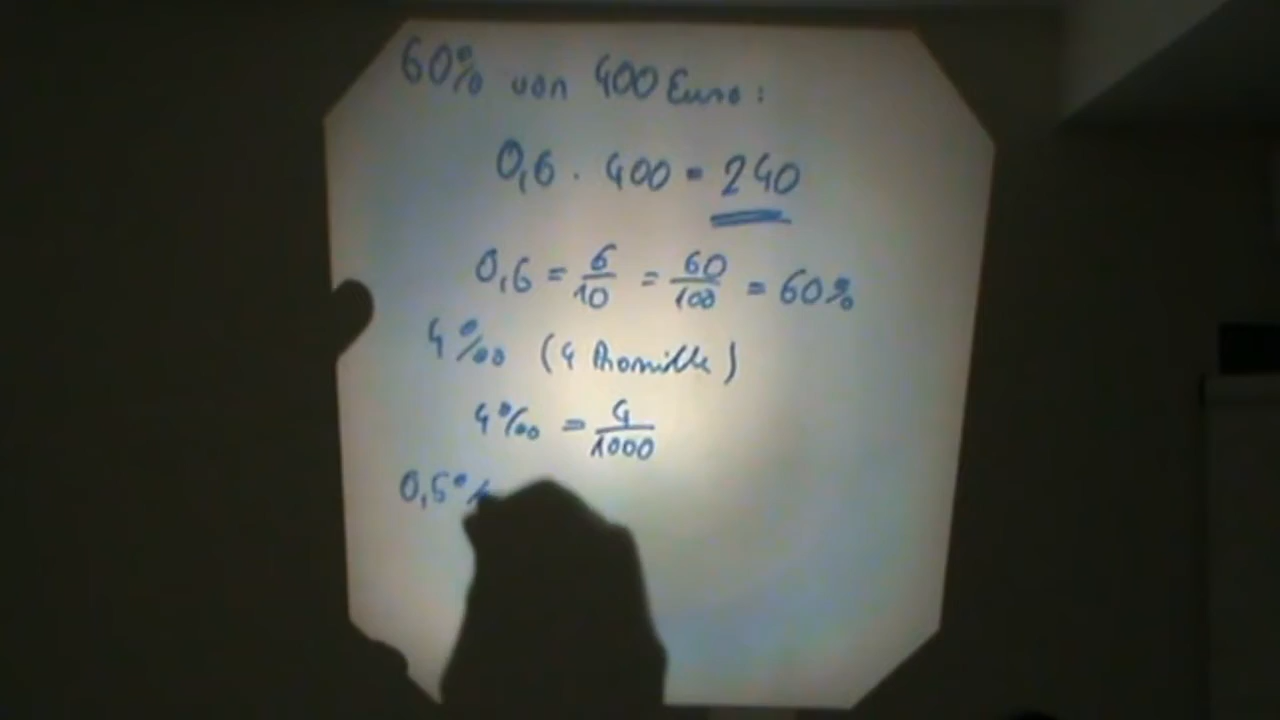 60% von 400 Euro:
0,6 · 400 = 240
0,6 = 6/10 = 60/100 = 60%
4‰ (4 Promille)
4‰ = 4/1000
0,5